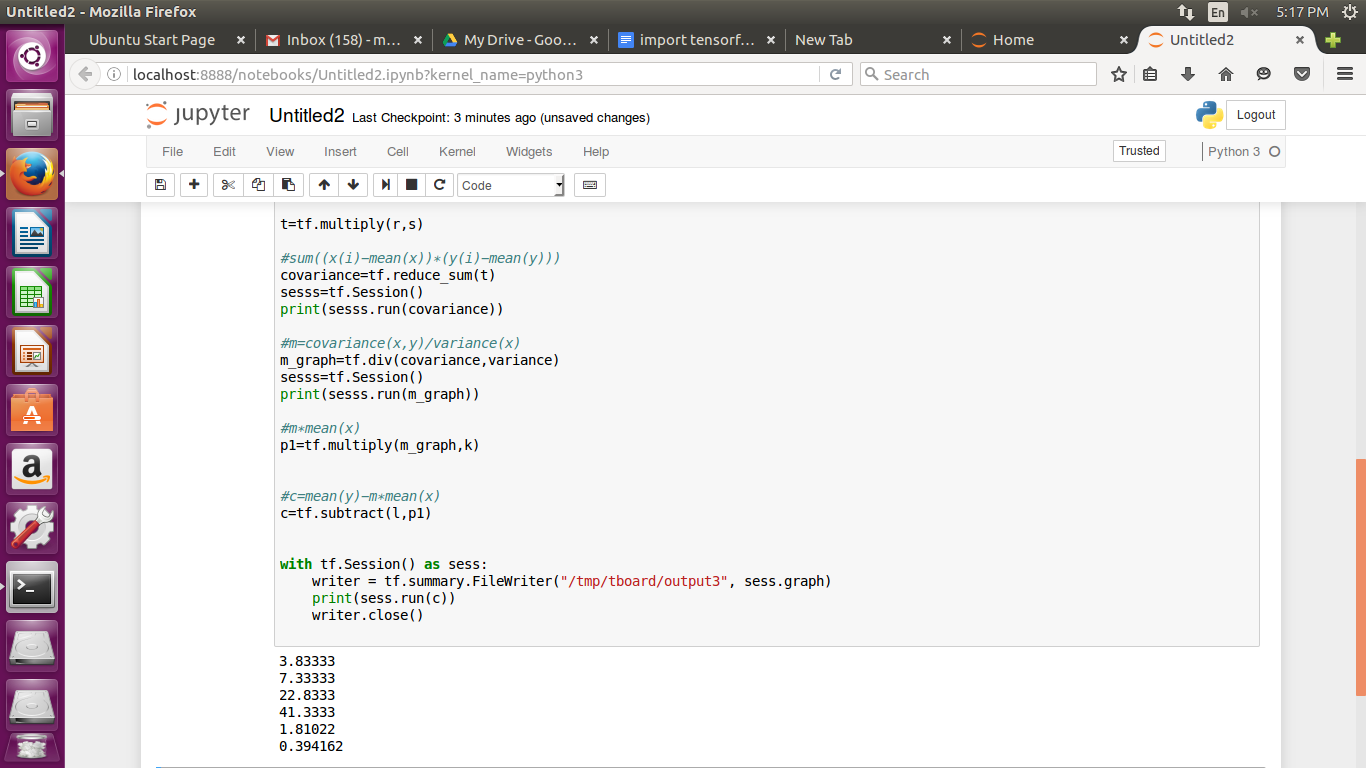 Untitled2 - Mozilla Firefox
En
5:17 PM
Ubuntu Start Page
Inbox (158) - m...
My Drive - Goo...
import tensorf...
New Tab
Home
Untitled2
localhost:8888/notebooks/Untitled2.ipynb?kernel_name=python3
Search
jupyter
Untitled2
Last Checkpoint: 3 minutes ago (unsaved changes)
Logout
File
Edit
View
Insert
Cell
Kernel
Widgets
Help
Trusted
Python 3
Code
t=tf.multiply(r,s)
#sum((x(i)−mean(x))*(y(i)−mean(y)))
covariance=tf.reduce_sum(t)
sesss=tf.Session()
print(sesss.run(covariance))
#m=covariance(x,y)/variance(x)
m_graph=tf.div(covariance,variance)
sesss=tf.Session()
print(sesss.run(m_graph))
#m*mean(x)
p1=tf.multiply(m_graph,k)
#c=mean(y)−m*mean(x)
c=tf.subtract(l,p1)
with tf.Session() as sess:
    writer = tf.summary.FileWriter("/tmp/tboard/output3", sess.graph)
    print(sess.run(c))
    writer.close()
3.83333
7.33333
22.8333
41.3333
1.81022
0.394162